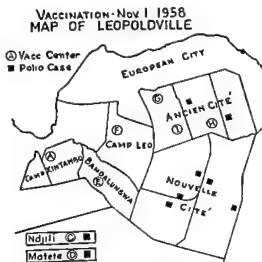 VACCINATION-NOV. 1 1958
MAP OF LEOPOLDVILLE
A VACC CENTER
■ POLIO CASE
EUROPEAN CITY
G
ANCIEN CITÉ
F
I
H
CAMP LEO
A
CAMP KINTAMBO
BANDALUNGWA
NOUVELLE
CITÉ
NDJILI C ■
MATETE D ■